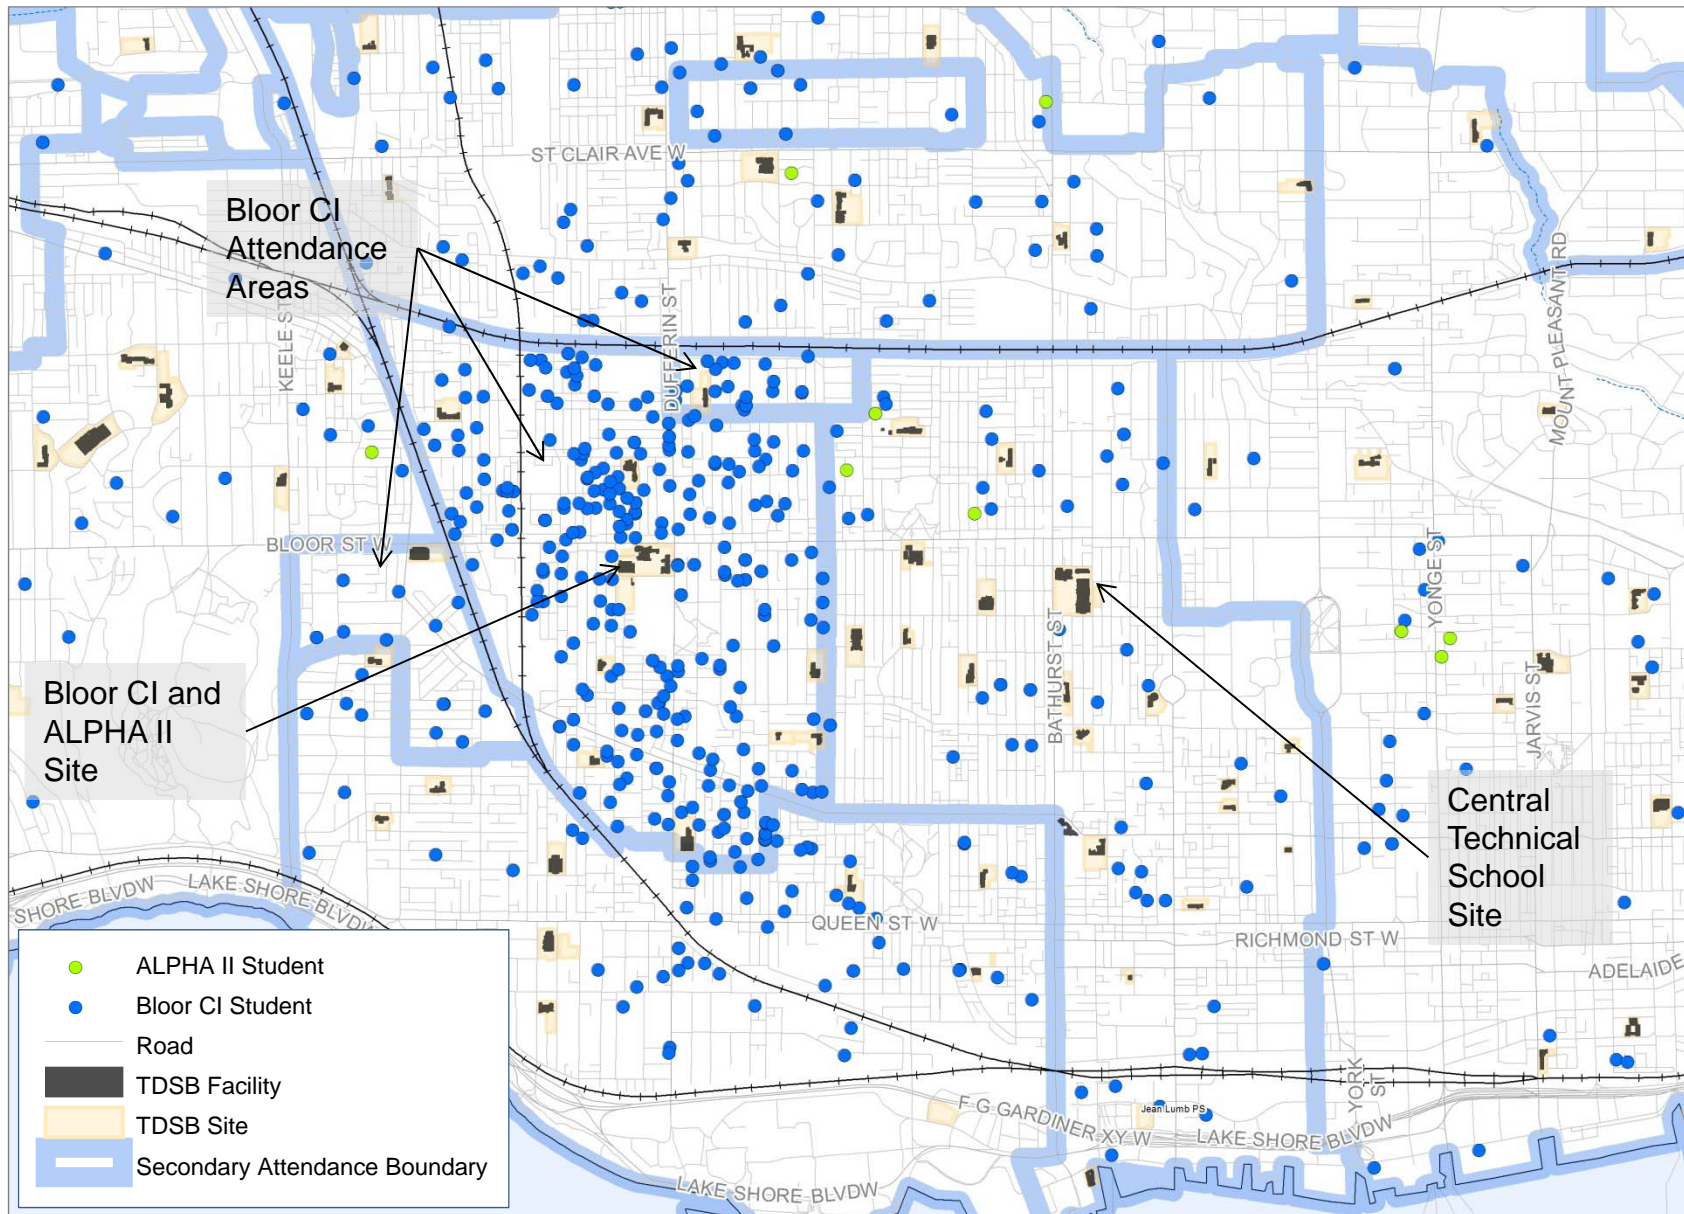 ST CLAIR AVE W
Bloor CI
Attendance
Areas
KEELE ST
DUFFERIN ST
MOUNT PLEASANT RD
BLOOR ST W
YONGE ST
BATHURST ST
JARVIS ST
Bloor CI and
ALPHA II
Site
Central
Technical
School
Site
SHORE BLVDW
LAKE SHORE BLVDW
QUEEN ST W
RICHMOND ST W
ADELAIDE
ALPHA II Student
Bloor CI Student
Road
TDSB Facility
TDSB Site
Secondary Attendance Boundary
YORK
ST
Jean Lumb PS
F G GARDINER XY W
LAKE SHORE BLVDW
LAKE SHORE BLVDW